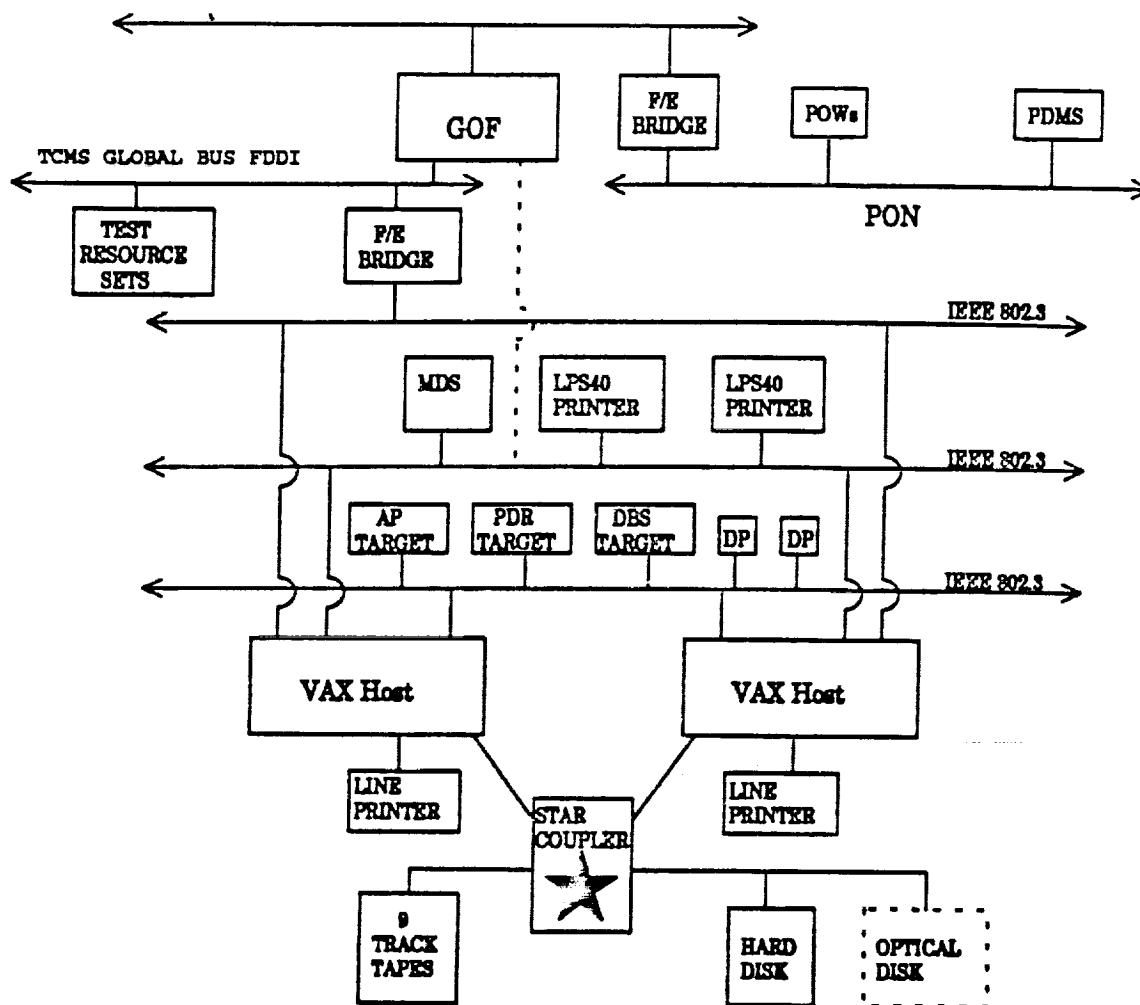 GOF
F/E
BRIDGE
POWs
PDMS
TCMS GLOBAL BUS FDDI
PON
TEST
RESOURCE
SETS
F/E
BRIDGE
IEEE 802.3
MDS
LPS40
PRINTER
LPS40
PRINTER
IEEE 802.3
AP
TARGET
PDR
TARGET
DBS
TARGET
DP
DP
IEEE 802.3
VAX Host
VAX Host
LINE
PRINTER
STAR
COUPLER
LINE
PRINTER
9
TRACK
TAPES
HARD
DISK
OPTICAL
DISK